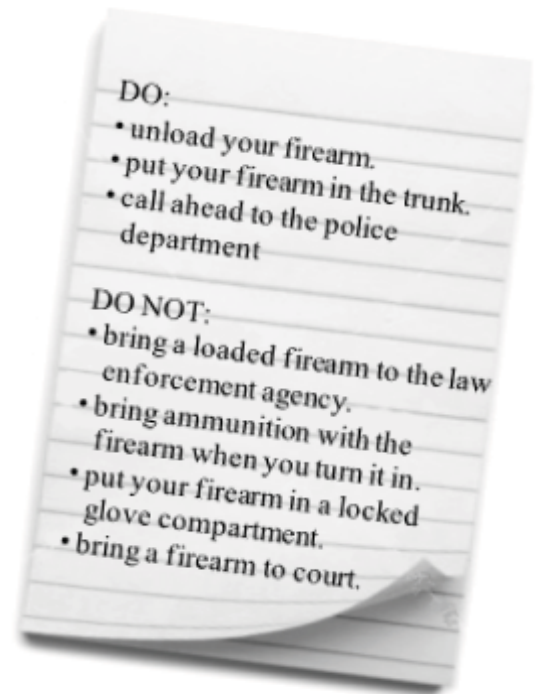 DO:
• unload your firearm.
• put your firearm in the trunk.
• call ahead to the police
department
DO NOT:
• bring a loaded firearm to the law
enforcement agency.
• bring ammunition with the
firearm when you turn it in.
• put your firearm in a locked
glove compartment.
• bring a firearm to court.